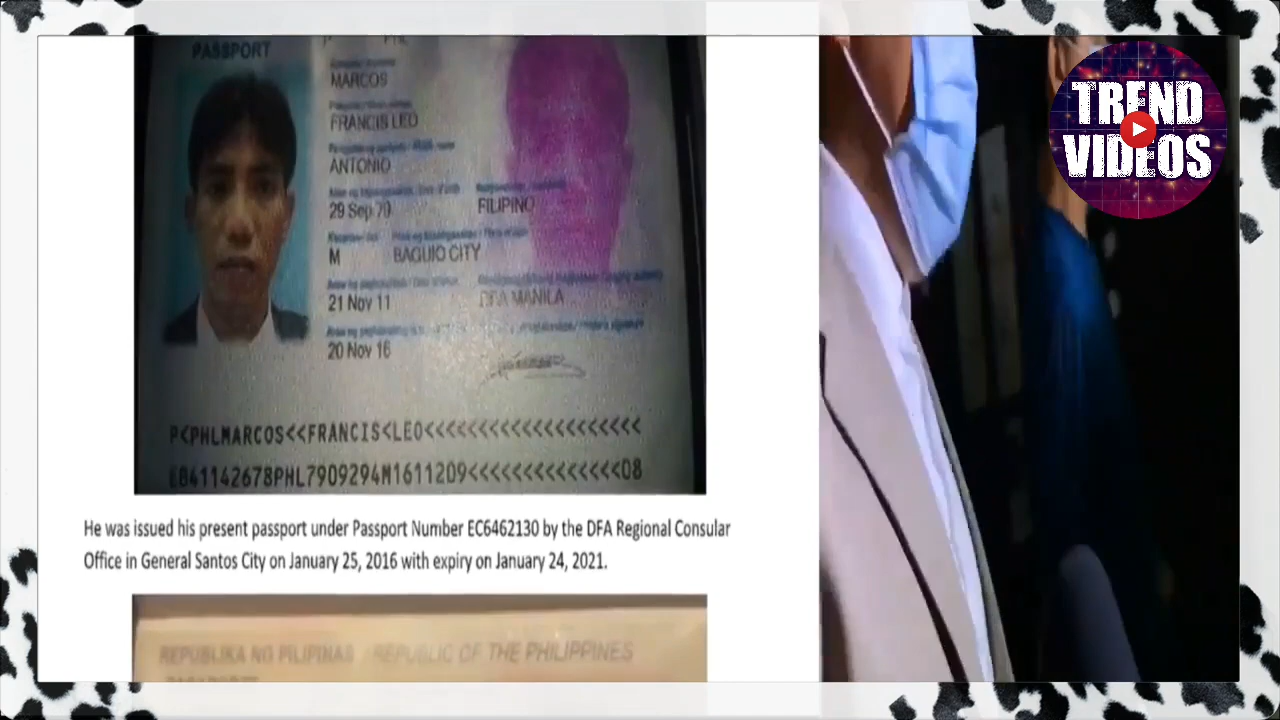 PASSPORT
MARCOS
FRANCIS LEO
ANTONIO
29 Sep 79
FILIPINO
M
BAGUIO CITY
21 Nov 11
DFA MANILA
20 Nov 16
P<PHLMARCOS<<FRANCIS<LEO<<<<<<<<<<<<<<<<<<<<
EB41142678PHL7909294M1611209<<<<<<<<<<<<<<08
He was issued his present passport under Passport Number EC6462130 by the DFA Regional Consular
Office in General Santos City on January 25, 2016 with expiry on January 24, 2021.
REPUBLIKA NG PILIPINAS / REPUBLIC OF THE PHILIPPINES
TREND
VIDEOS